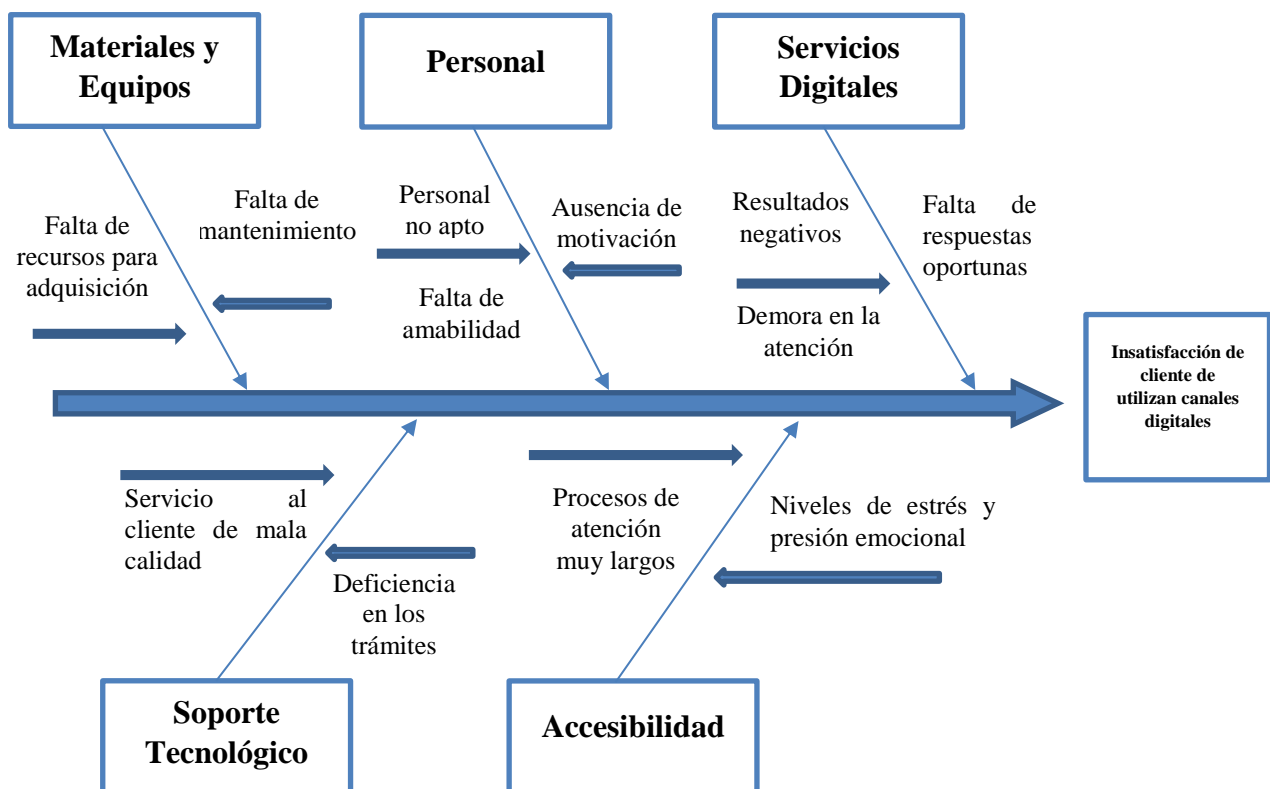 Materiales y
Equipos
Personal
Servicios
Digitales
Falta de
recursos para
adquisición
Falta de
mantenimiento
Personal
no apto
Falta de
amabilidad
Ausencia de
motivación
Resultados
negativos
Demora en la
atención
Falta de
respuestas
oportunas
Insatisfacción de
cliente de
utilizan canales
digitales
Servicio al
cliente de mala
calidad
Deficiencia
en los
trámites
Procesos de
atención
muy largos
Niveles de estrés y
presión emocional
Soporte
Tecnológico
Accesibilidad